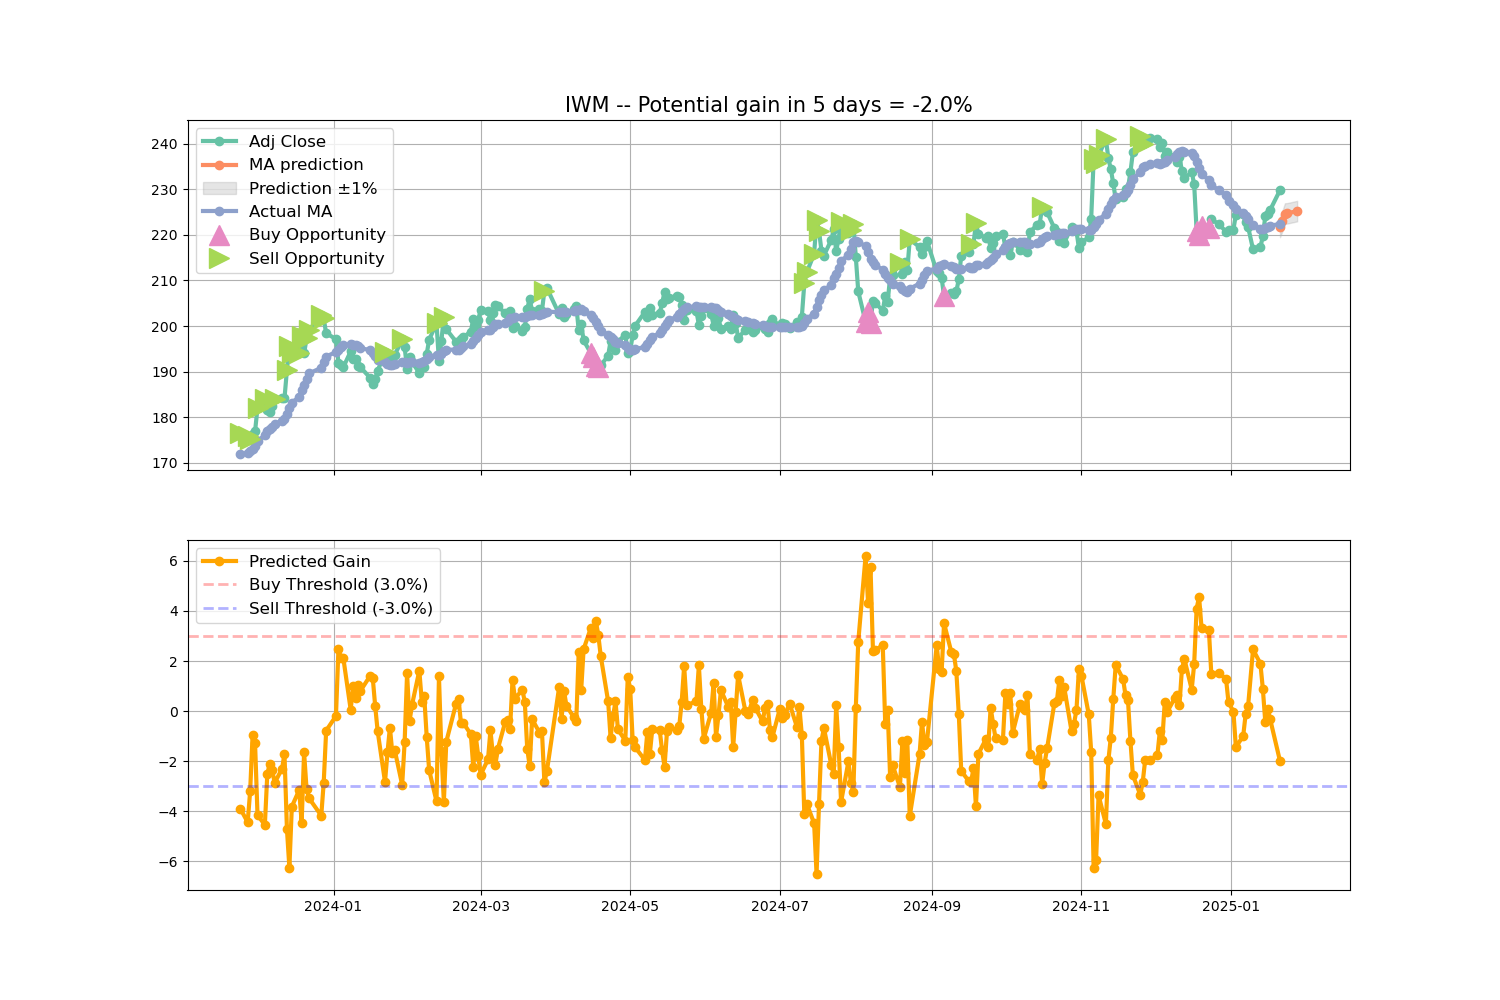 IWM -- Potential gain in 5 days = -2.0%
Adj Close
MA prediction
Prediction ±1%
Actual MA
Buy Opportunity
Sell Opportunity
240
230
220
210
200
190
180
170
Predicted Gain
Buy Threshold (3.0%)
Sell Threshold (-3.0%)
6
4
2
0
−2
−4
−6
2024-01
2024-03
2024-05
2024-07
2024-09
2024-11
2025-01